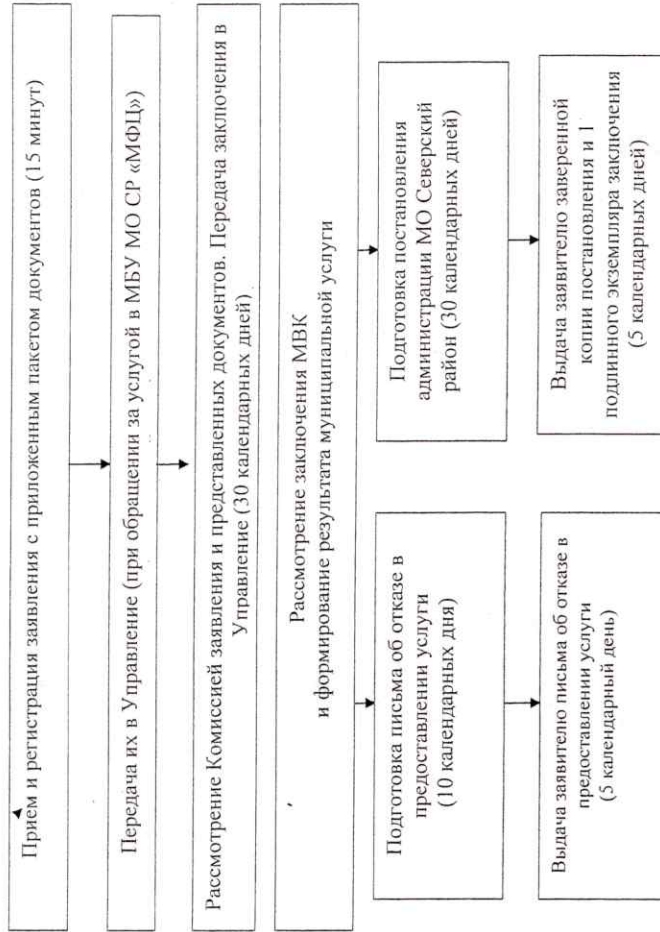 Прием и регистрация заявления с приложенным пакетом документов (15 минут)
Передача их в Управление (при обращении за услугой в МБУ МО СР «МФЦ»)
Рассмотрение Комиссией заявления и представленных документов. Передача заключения в
Управление (30 календарных дней)
Рассмотрение заключения МВК
и формирование результата муниципальной услуги
Подготовка письма об отказе в
предоставлении услуги
(10 календарных дня)
Выдача заявителю письма об отказе в
предоставлении услуги
(5 календарный день)
Подготовка постановления
администрации МО Северский
район (30 календарных дней)
Выдача заявителю заверенной
копии постановления и 1
подлинного экземпляра заключения
(5 календарных дней)